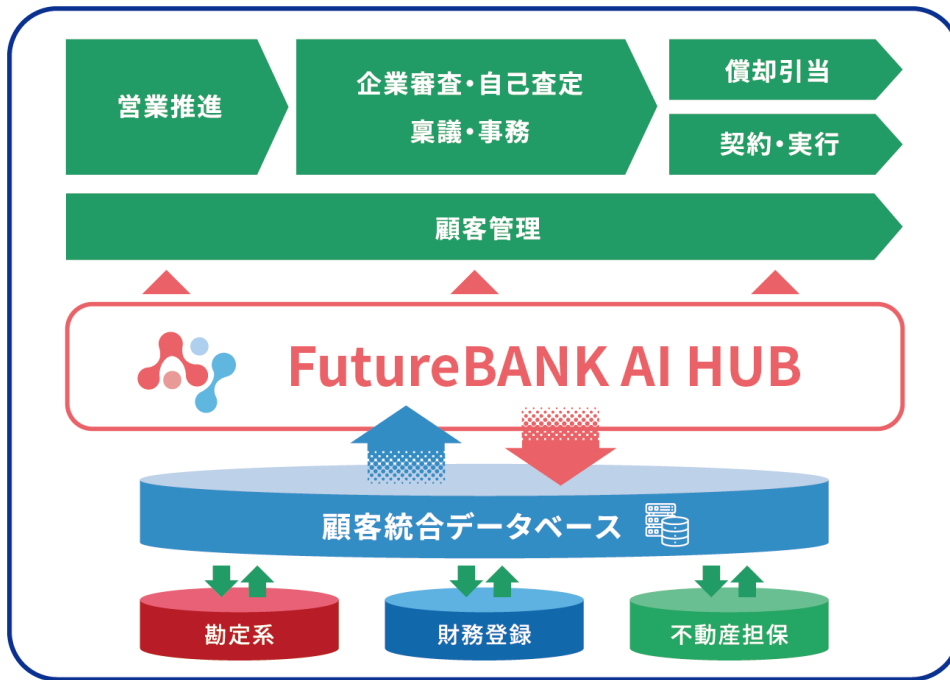 営業推進
企業審査・自己査定
稟議・事務
償却引当
契約・実行
顧客管理
FutureBANK AI HUB
顧客統合データベース
勘定系
財務登録
不動産担保